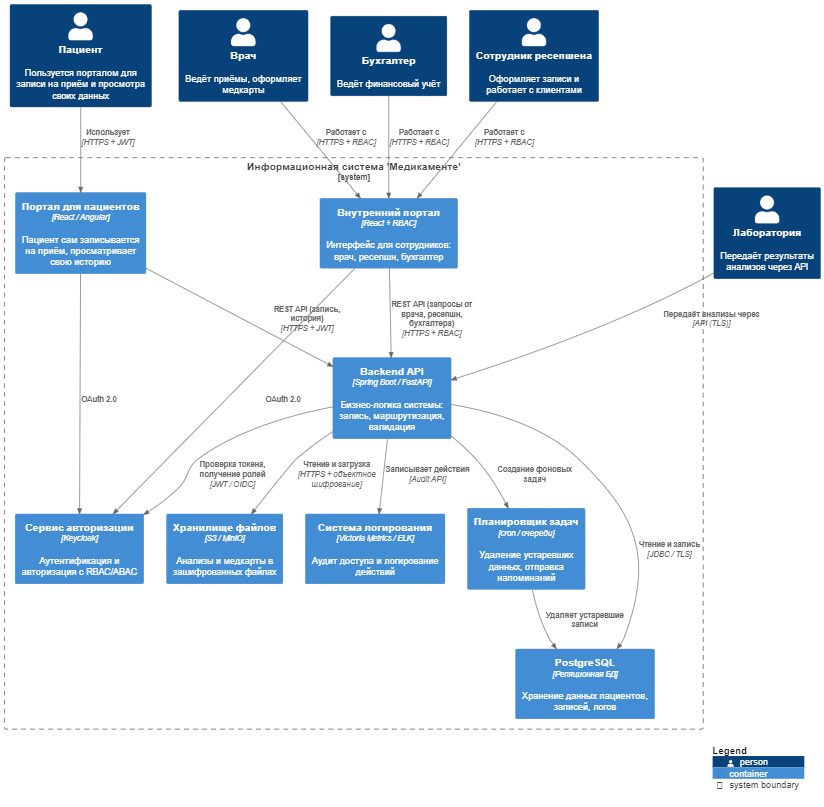 Пациент
Пользуется порталом для
записи на приём и просмотра
своих данных
Врач
Ведёт приёмы, оформляет
медкарты
Бухгалтер
Ведёт финансовый учёт
Сотрудник ресепшена
Оформляет записи и
работает с клиентами
Использует
[HTTPS + JWT]
Работает с
[HTTPS + RBAC]
Работает с
[HTTPS + RBAC]
Работает с
[HTTPS + RBAC]
Информационная система 'Медикаменте'
[system]
Портал для пациентов
[React / Angular]
Пациент сам записывается
на приём, просматривает
свою историю
Внутренний портал
[React + RBAC]
Интерфейс для сотрудников:
врач, ресепшн, бухгалтер
Лаборатория
Передаёт результаты
анализов через API
REST API (запись,
история)
[HTTPS + JWT]
REST API (запросы от
врача, ресепшн,
бухгалтера)
[HTTPS + RBAC]
Передаёт анализы через
[API (TLS)]
Backend API
[Spring Boot / FastAPI]
Бизнес-логика системы:
запись, маршрутизация,
валидация
OAuth 2.0
OAuth 2.0
Проверка токена,
получение ролей
[JWT / OIDC]
Чтение и загрузка
[HTTPS + объектное
шифрование]
Записывает действия
[Audit API]
Создание фоновых
задач
Чтение и запись
[JDBC / TLS]
Сервис авторизации
[Keycloak]
Аутентификация и
авторизация с RBAC/ABAC
Хранилище файлов
[S3 / MinIO]
Анализы и медкарты в
зашифрованных файлах
Система логирования
[Victoria Metrics / ELK]
Аудит доступа и логирование
действий
Планировщик задач
[cron / очереди]
Удаление устаревших
данных, отправка
напоминаний
Удаляет устаревшие
записи
PostgreSQL
[Реляционная БД]
Хранение данных пациентов,
записей, логов
Legend
person
container
system boundary